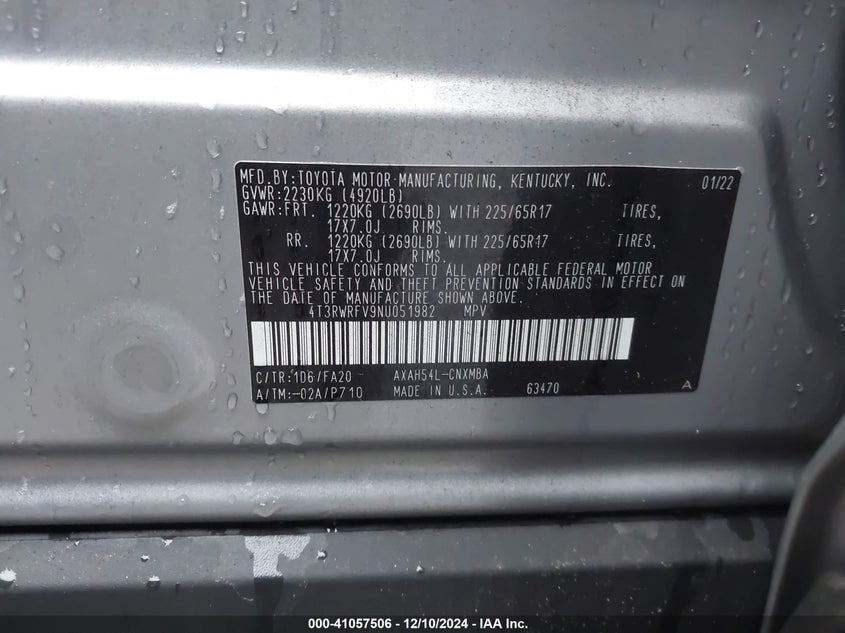 MFD.BY:TOYOTA MOTOR MANUFACTURING, KENTUCKY, INC. 01/22
GVWR:2230KG (4920LB)
GAWR:FRT. 1220KG (2690LB) WITH 225/65R17 TIRES,
17X7.0J RIMS.
RR. 1220KG (2690LB) WITH 225/65R17 TIRES,
17X7.0J RIMS.
THIS VEHICLE CONFORMS TO ALL APPLICABLE FEDERAL MOTOR
VEHICLE SAFETY AND THEFT PREVENTION STANDARDS IN EFFECT ON
THE DATE OF MANUFACTURE SHOWN ABOVE.
4T3RWRFV9NU051982 MPV
C/TR:1D6/FA20 AXAH54L-CNXMBA
A/TM:-02A/P710 MADE IN U.S.A. 63470 A
000-41057506 - 12/10/2024 - IAA Inc.